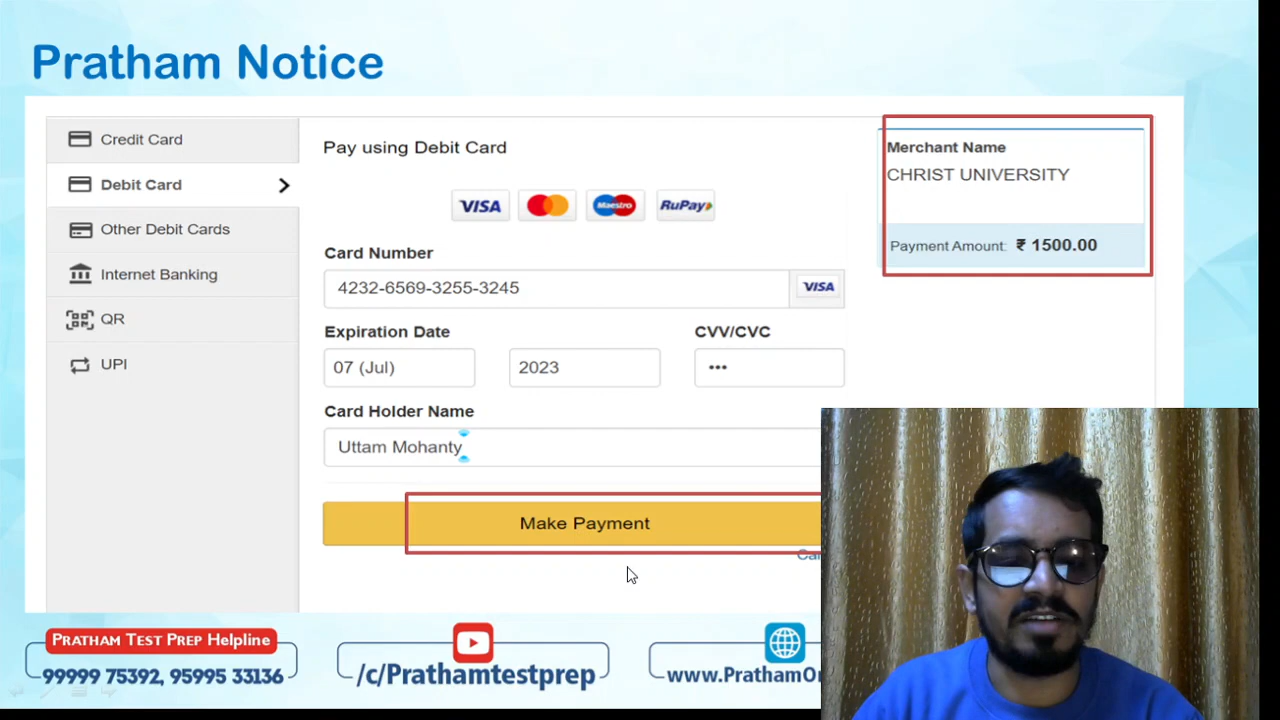 Pratham Notice
Credit Card
Debit Card
Other Debit Cards
Internet Banking
QR
UPI
Pay using Debit Card
VISA
Maestro
RuPay
Card Number
4232-6569-3255-3245
VISA
Expiration Date
CVV/CVC
07 (Jul)
2023
•••
Card Holder Name
Uttam Mohanty
Make Payment
Merchant Name
CHRIST UNIVERSITY
Payment Amount: ₹ 1500.00
PRATHAM TEST PREP Helpline
99999 75392, 95995 33136
/c/Prathamtestprep